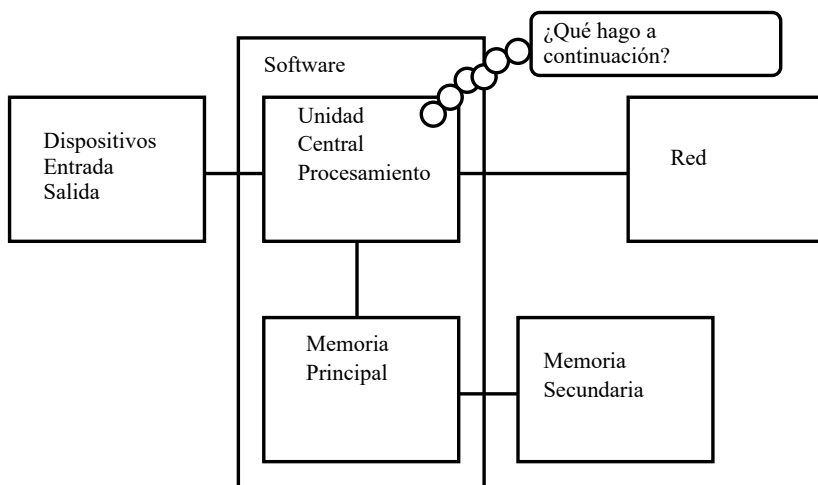 ¿Qué hago a
continuación?
Software
Unidad
Central
Procesamiento
Dispositivos
Entrada
Salida
Red
Memoria
Principal
Memoria
Secundaria